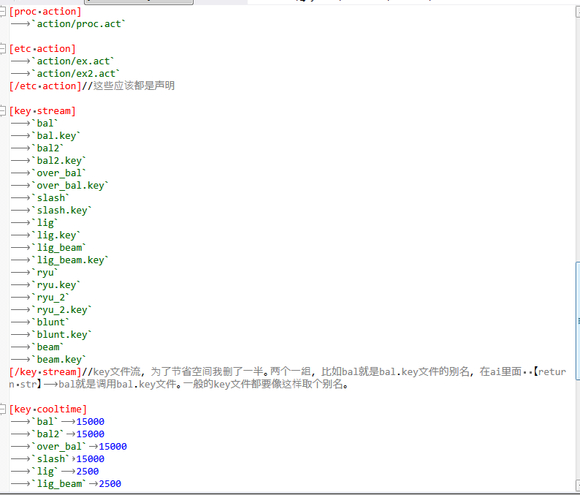 [proc action]
`action/proc.act`
[etc action]
`action/ex.act`
`action/ex2.act`
[/etc action]//这些应该都是声明
[key stream]
`bal`
`bal.key`
`bal2`
`bal2.key`
`over_bal`
`over_bal.key`
`slash`
`slash.key`
`lig`
`lig.key`
`lig_beam`
`lig_beam.key`
`ryu`
`ryu.key`
`ryu_2`
`ryu_2.key`
`blunt`
`blunt.key`
`beam`
`beam.key`
[/key stream]//key文件流, 为了节省空间我删了一半。两个一组, 比如bal就是bal.key文件的别名, 在ai里面··【retur
n str】→bal就是调用bal.key文件。一般的key文件都要像这样取个别名。
[key cooltime]
`bal`→15000
`bal2`→15000
`over_bal`→15000
`slash`→15000
`lig`→2500
`lig_beam`→2500